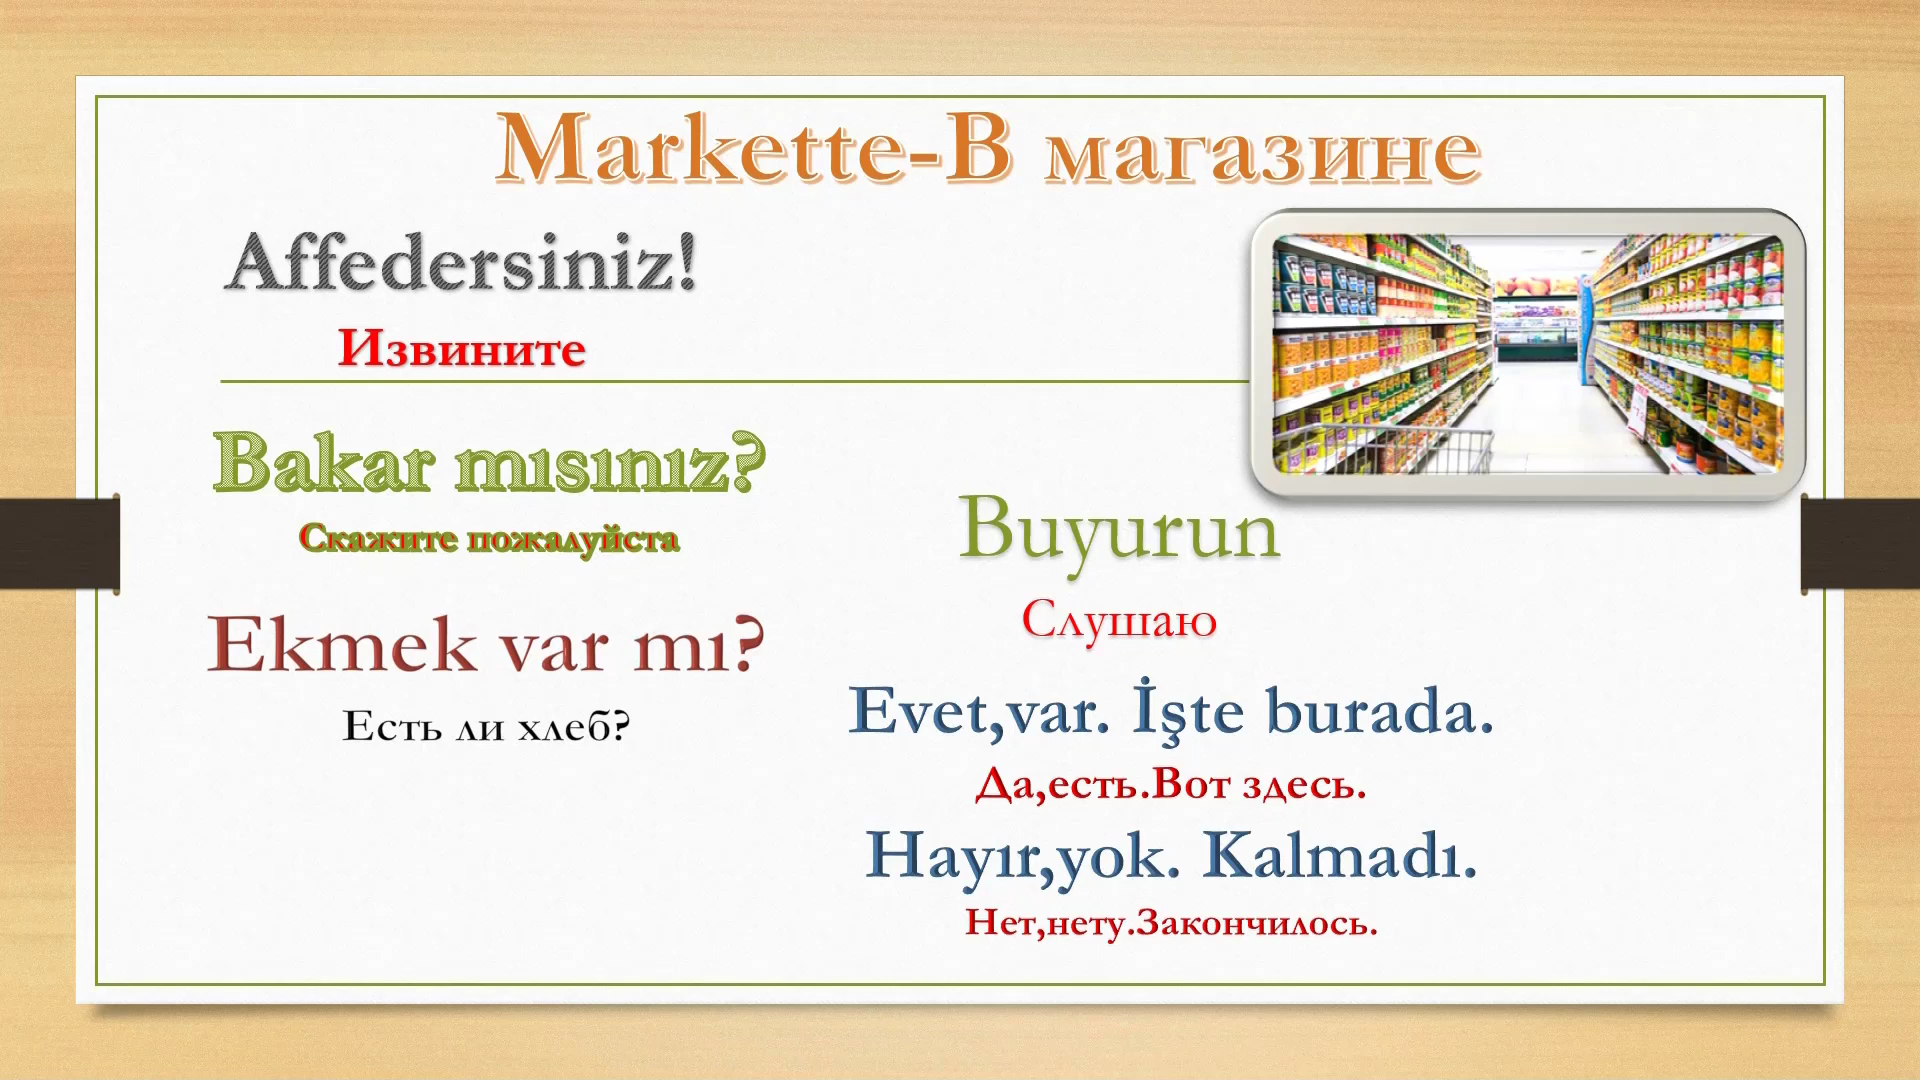 Markette-В магазине
Affedersiniz!
Извините
Bakar mısınız?
Скажите пожалуйста
Ekmek var mı?
Есть ли хлеб?
Buyurun
Слушаю
Evet,var. İşte burada.
Да,есть.Вот здесь.
Hayır,yok. Kalmadı.
Нет,нету.Закончилось.